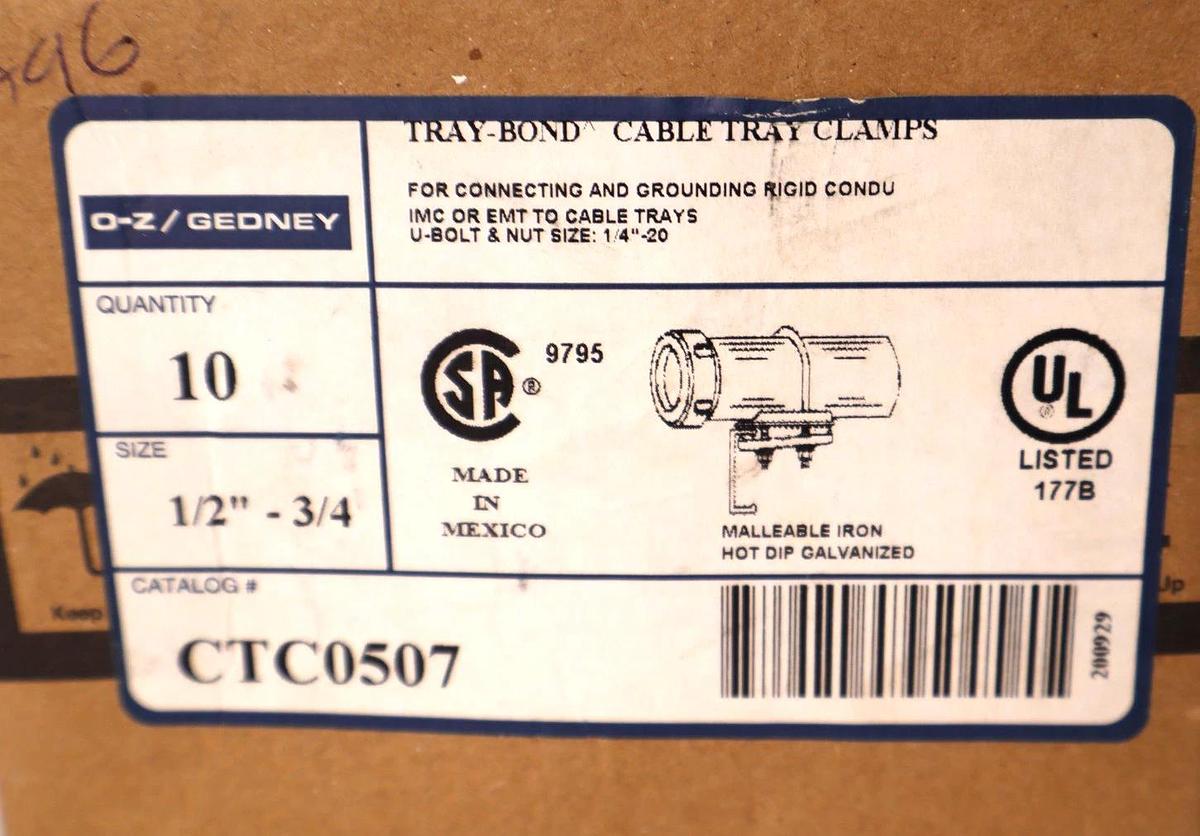 96
TRAY-BOND^ CABLE TRAY CLAMPS
FOR CONNECTING AND GROUNDING RIGID CONDU
IMC OR EMT TO CABLE TRAYS
U-BOLT & NUT SIZE: 1/4"-20
O-Z/GEDNEY
QUANTITY
10
SIZE
1/2" - 3/4
CSA ® 9795
MADE
IN
MEXICO
MALLEABLE IRON
HOT DIP GALVANIZED
UL ®
LISTED
177B
CATALOG #
CTC0507
200929
Keep
Up